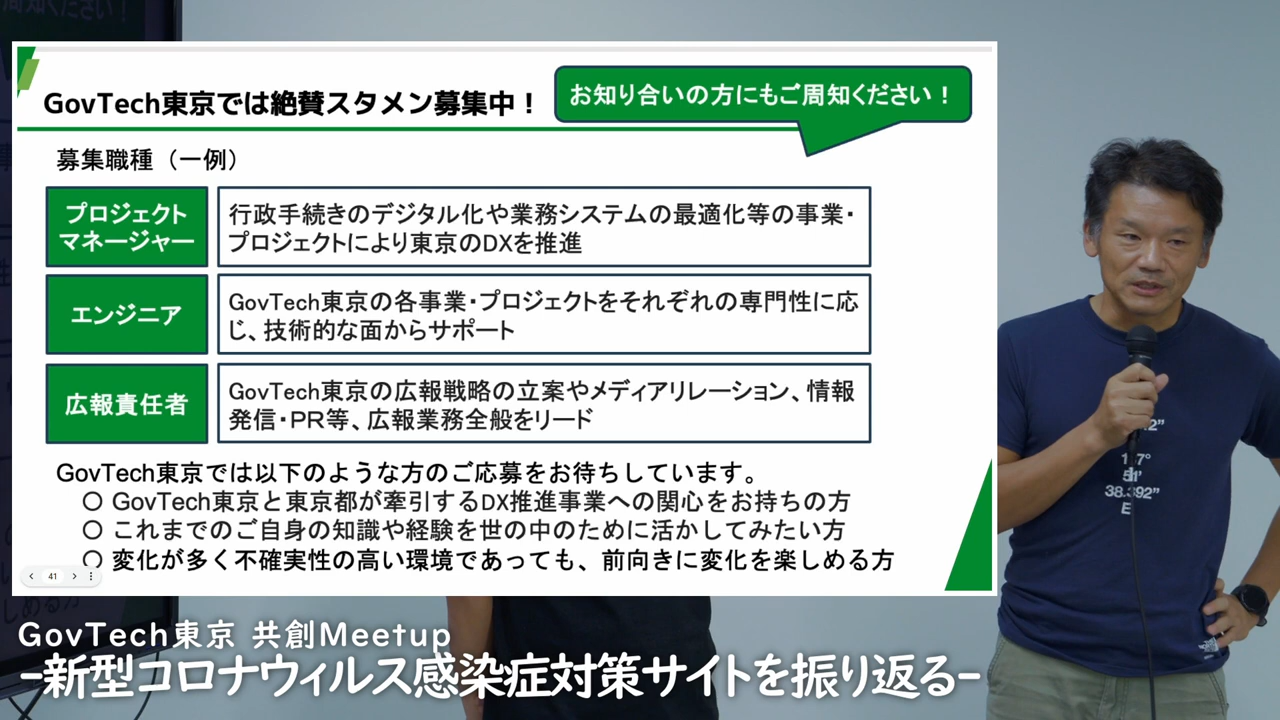 GovTech東京では絶賛スタメン募集中！
お知り合いの方にもご周知ください！
募集職種（一例）
プロジェクト
マネージャー
行政手続きのデジタル化や業務システムの最適化等の事業・
プロジェクトにより東京のDXを推進
エンジニア
GovTech東京の各事業・プロジェクトをそれぞれの専門性に応
じ、技術的な面からサポート
広報責任者
GovTech東京の広報戦略の立案やメディアリレーション、情報
発信・PR等、広報業務全般をリード
GovTech東京では以下のような方のご応募をお待ちしています。
○ GovTech東京と東京都が牽引するDX推進事業への関心をお持ちの方
○ これまでのご自身の知識や経験を世の中のために活かしてみたい方
○ 変化が多く不確実性の高い環境であっても、前向きに変化を楽しめる方
41
38.392”
E
GovTech東京 共創Meetup
-新型コロナウィルス感染症対策サイトを振り返る-